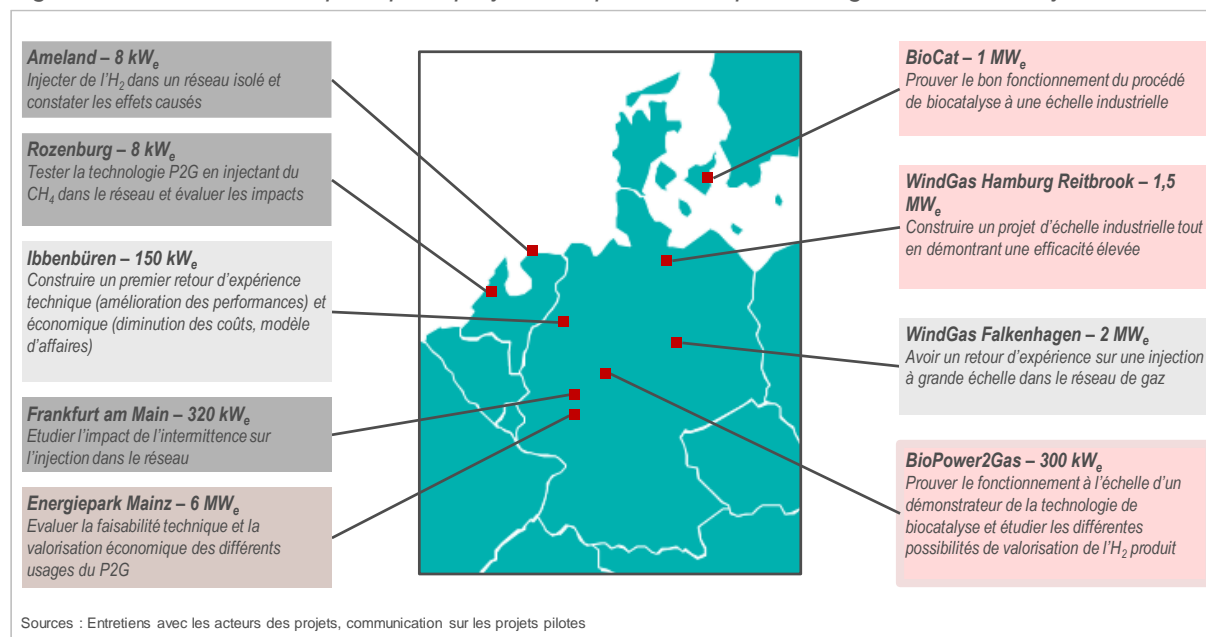 Ameland – 8 kWe
Injecter de l’H2 dans un réseau isolé et
constater les effets causés
Rozenburg – 8 kWe
Tester la technologie P2G en injectant du
CH4 dans le réseau et évaluer les impacts
Ibbenbüren – 150 kWe
Construire un premier retour d’expérience
technique (amélioration des performances) et
économique (diminution des coûts, modèle
d’affaires)
Frankfurt am Main – 320 kWe
Etudier l’impact de l’intermittence sur
l’injection dans le réseau
Energiepark Mainz – 6 MWe
Evaluer la faisabilité technique et la
valorisation économique des différents
usages du P2G
BioCat – 1 MWe
Prouver le bon fonctionnement du procédé
de biocatalyse à une échelle industrielle
WindGas Hamburg Reitbrook – 1,5
MWe
Construire un projet d’échelle industrielle tout
en démontrant une efficacité élevée
WindGas Falkenhagen – 2 MWe
Avoir un retour d’expérience sur une injection
à grande échelle dans le réseau de gaz
BioPower2Gas – 300 kWe
Prouver le fonctionnement à l’échelle d’un
démonstrateur de la technologie de
biocatalyse et étudier les différentes
possibilités de valorisation de l’H2 produit
Sources : Entretiens avec les acteurs des projets, communication sur les projets pilotes